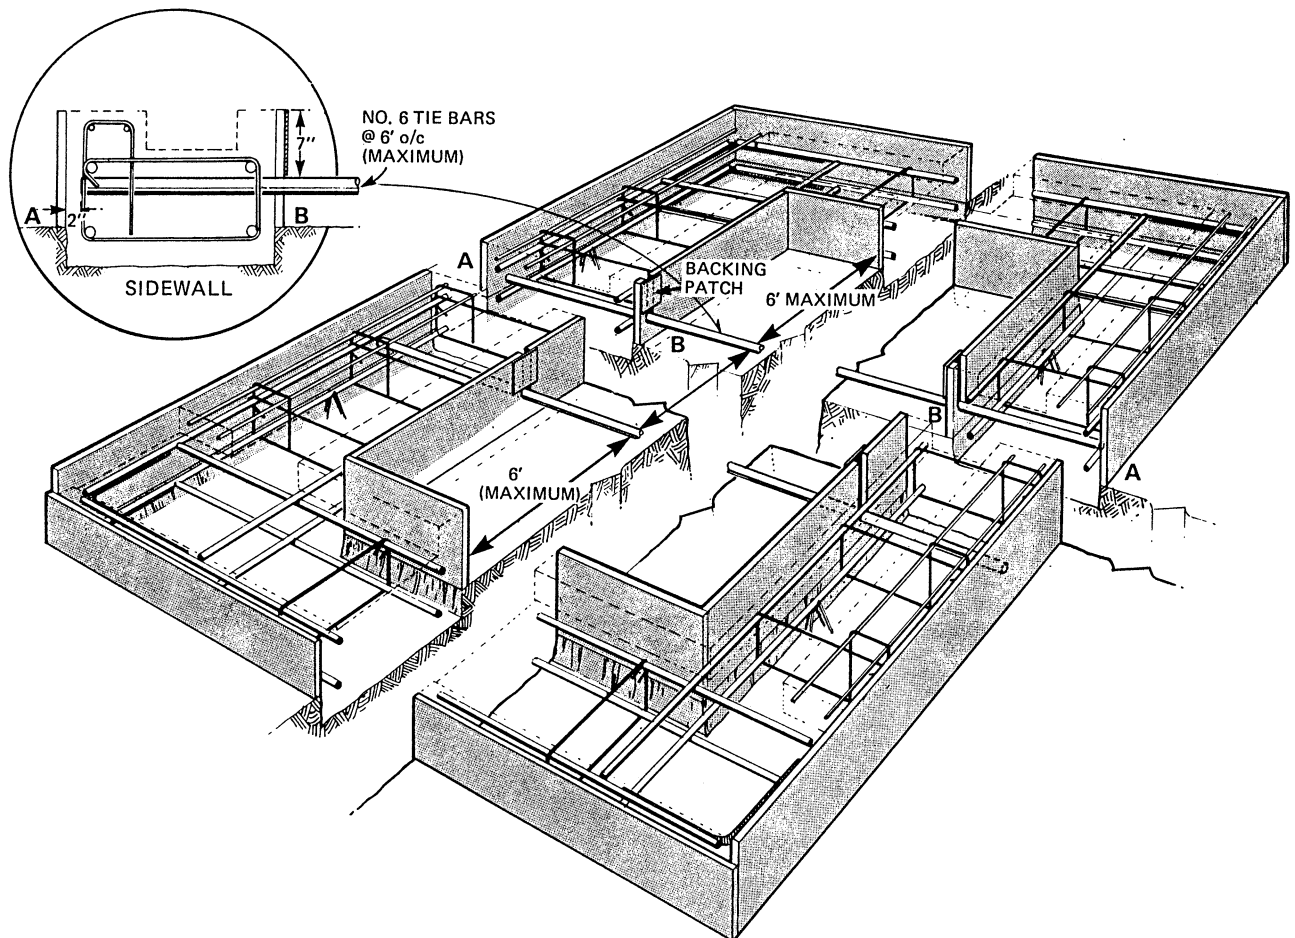 NO. 6 TIE BARS
@ 6' o/c
(MAXIMUM)
7"
A
2"
B
SIDEWALL
A
BACKING
PATCH
6' MAXIMUM
B
B
A
6'
(MAXIMUM)